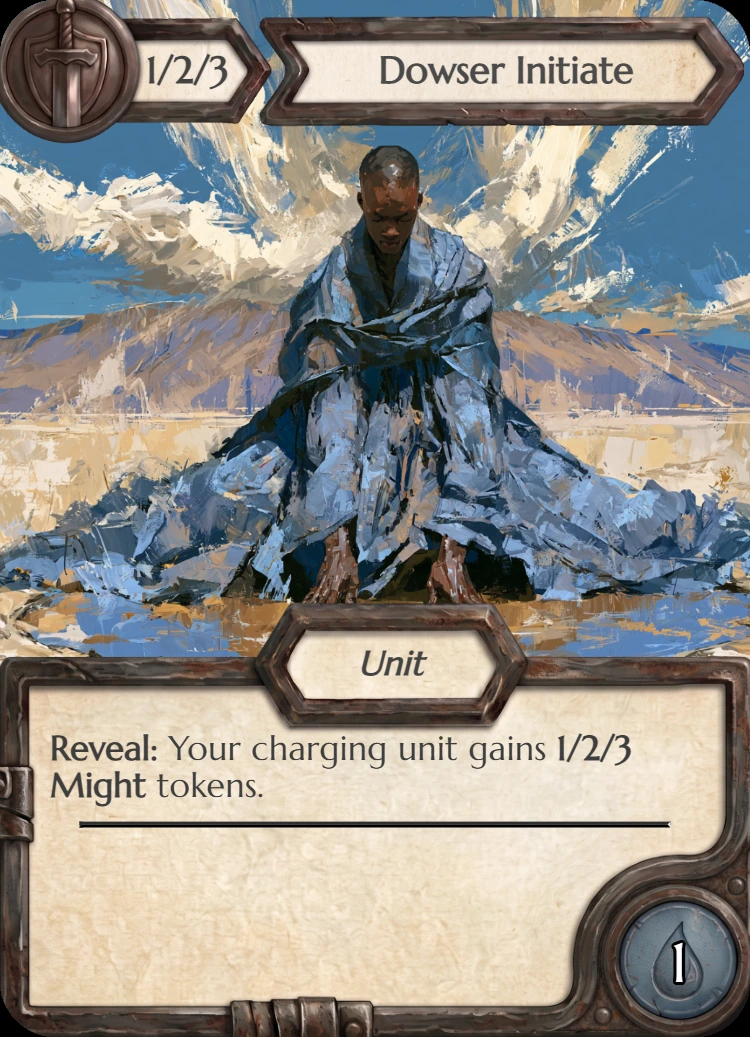 1/2/3
Dowser Initiate
Unit
Reveal: Your charging unit gains 1/2/3
Might tokens.
1